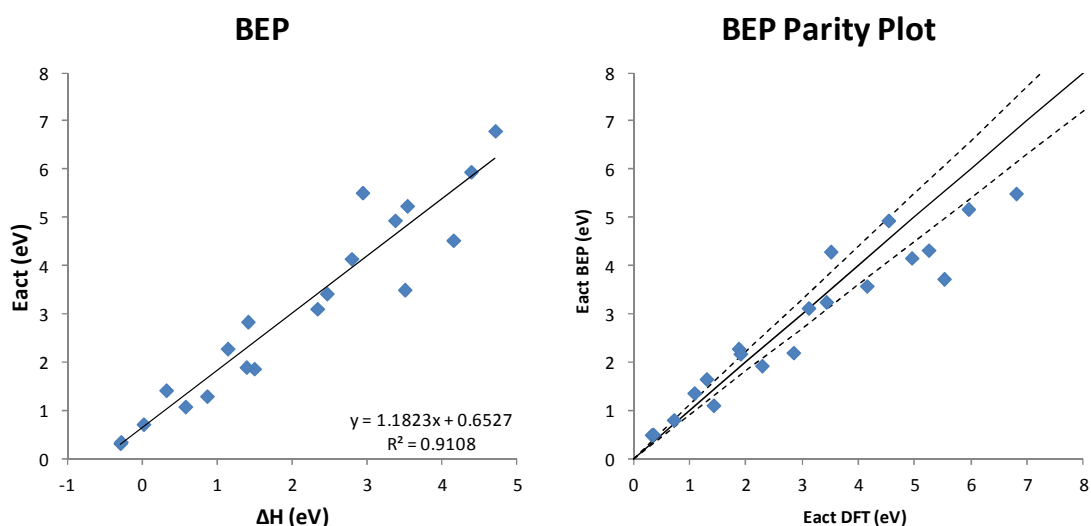 BEP
8
7
6
5
4
3
2
1
0
Eact (eV)
y = 1.1823x + 0.6527
R² = 0.9108
-1 0 1 2 3 4 5
ΔH (eV)
BEP Parity Plot
8
7
6
5
4
3
2
1
0
Eact BEP (eV)
0 1 2 3 4 5 6 7 8
Eact DFT (eV)